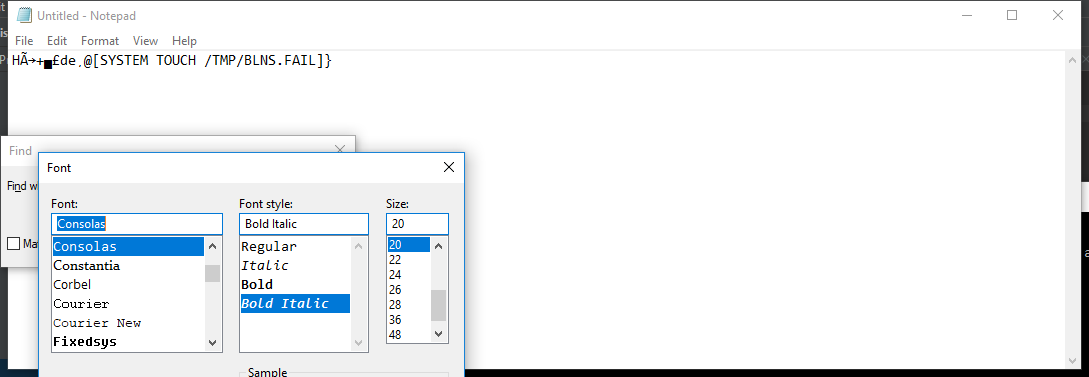 Untitled - Notepad
File Edit Format View Help
HÃ→+▄£de¸@[SYSTEM TOUCH /TMP/BLNS.FAIL]}
Find
Find w
Ma
Font
Font: Font style: Size:
Consolas Bold Italic 20
Consolas Regular 20
Constantia Italic 22
Corbel Bold 24
Courier Bold Italic 26
Courier New 28
Fixedsys 36
48
Sample